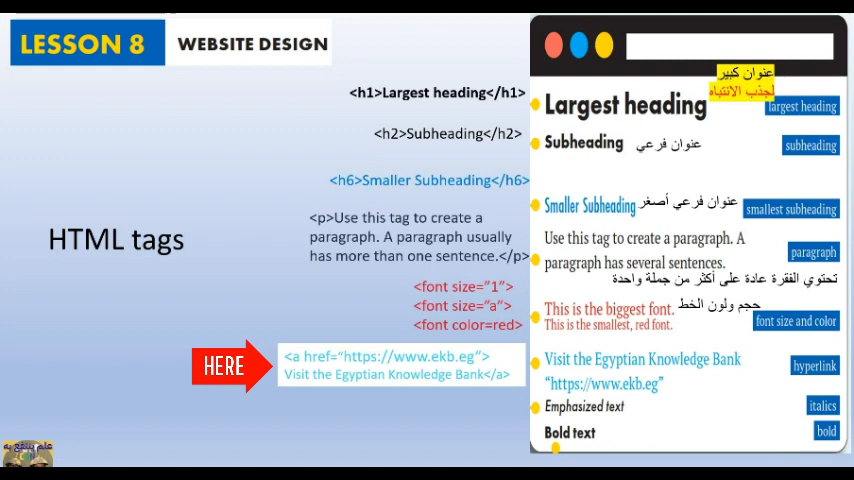 LESSON 8
WEBSITE DESIGN
HTML tags
<h1>Largest heading</h1>
<h2>Subheading</h2>
<h6>Smaller Subheading</h6>
<p>Use this tag to create a
paragraph. A paragraph usually
has more than one sentence.</p>
<font size="1">
<font size="a">
<font color=red>
HERE
<a href="https://www.ekb.eg">
Visit the Egyptian Knowledge Bank</a>
عنوان كبير
لجذب الانتباه
Largest heading
largest heading
Subheading
عنوان فرعي
subheading
Smaller Subheading
عنوان فرعي أصغر
smallest subheading
Use this tag to create a paragraph. A
paragraph has several sentences.
paragraph
تحتوي الفقرة عادة على أكثر من جملة واحدة
This is the biggest font.
حجم ولون الخط
This is the smallest, red font.
font size and color
Visit the Egyptian Knowledge Bank
"https://www.ekb.eg"
hyperlink
Emphasized text
italics
Bold text
bold
علم ينتفع به